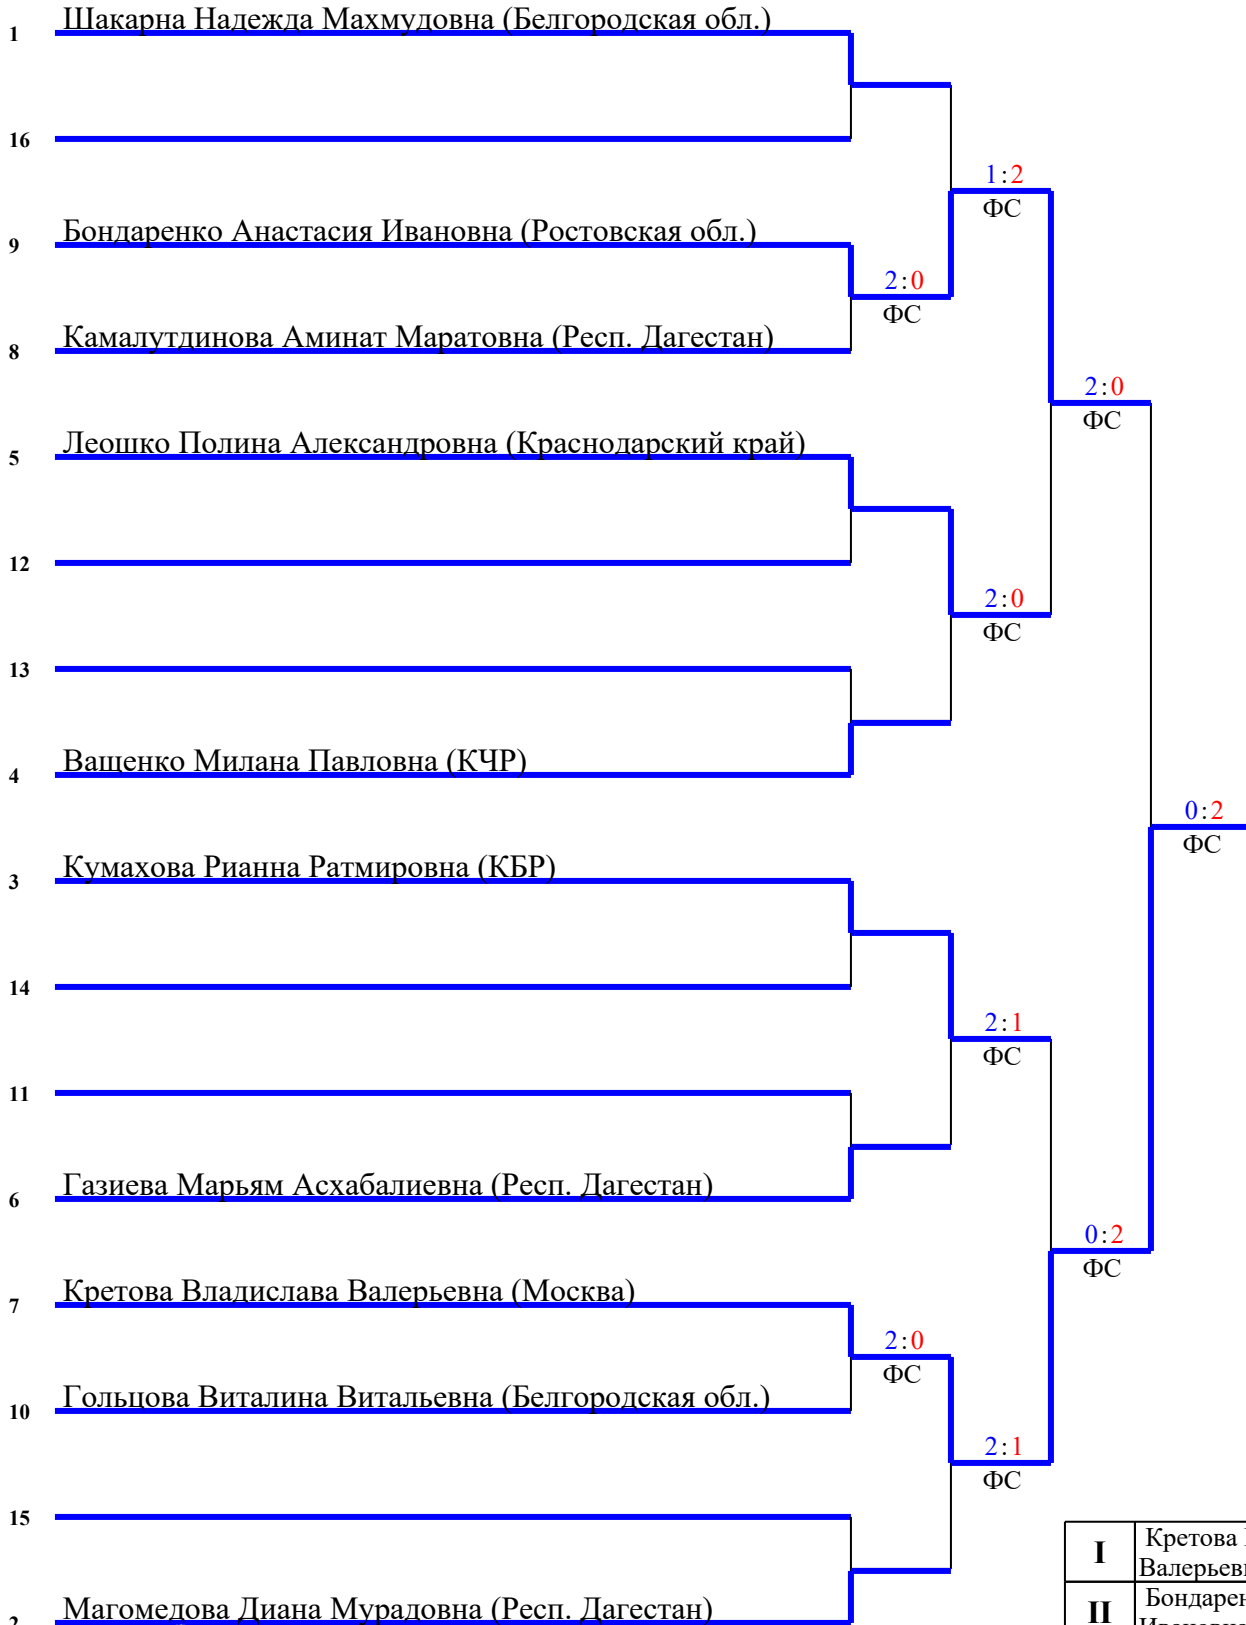 Шакарна Надежда Махмудовна (Белгородская обл.)
1
16
1:2
ФС
Бондаренко Анастасия Ивановна (Ростовская обл.)
9
2:0
ФС
Камалутдинова Аминат Маратовна (Респ. Дагестан)
8
2:0
ФС
Леошко Полина Александровна (Краснодарский край)
5
12
2:0
ФС
13
Ващенко Милана Павловна (КЧР)
4
0:2
ФС
Кумахова Рианна Ратмировна (КБР)
3
14
2:1
ФС
11
Газиева Марьям Асхабалиевна (Респ. Дагестан)
6
0:2
ФС
Кретова Владислава Валерьевна (Москва)
7
2:0
ФС
Гольцова Виталина Витальевна (Белгородская обл.)
10
2:1
ФС
15
I
Кретова
Магомедова Диана Мурадовна (Респ. Дагестан)
2
II